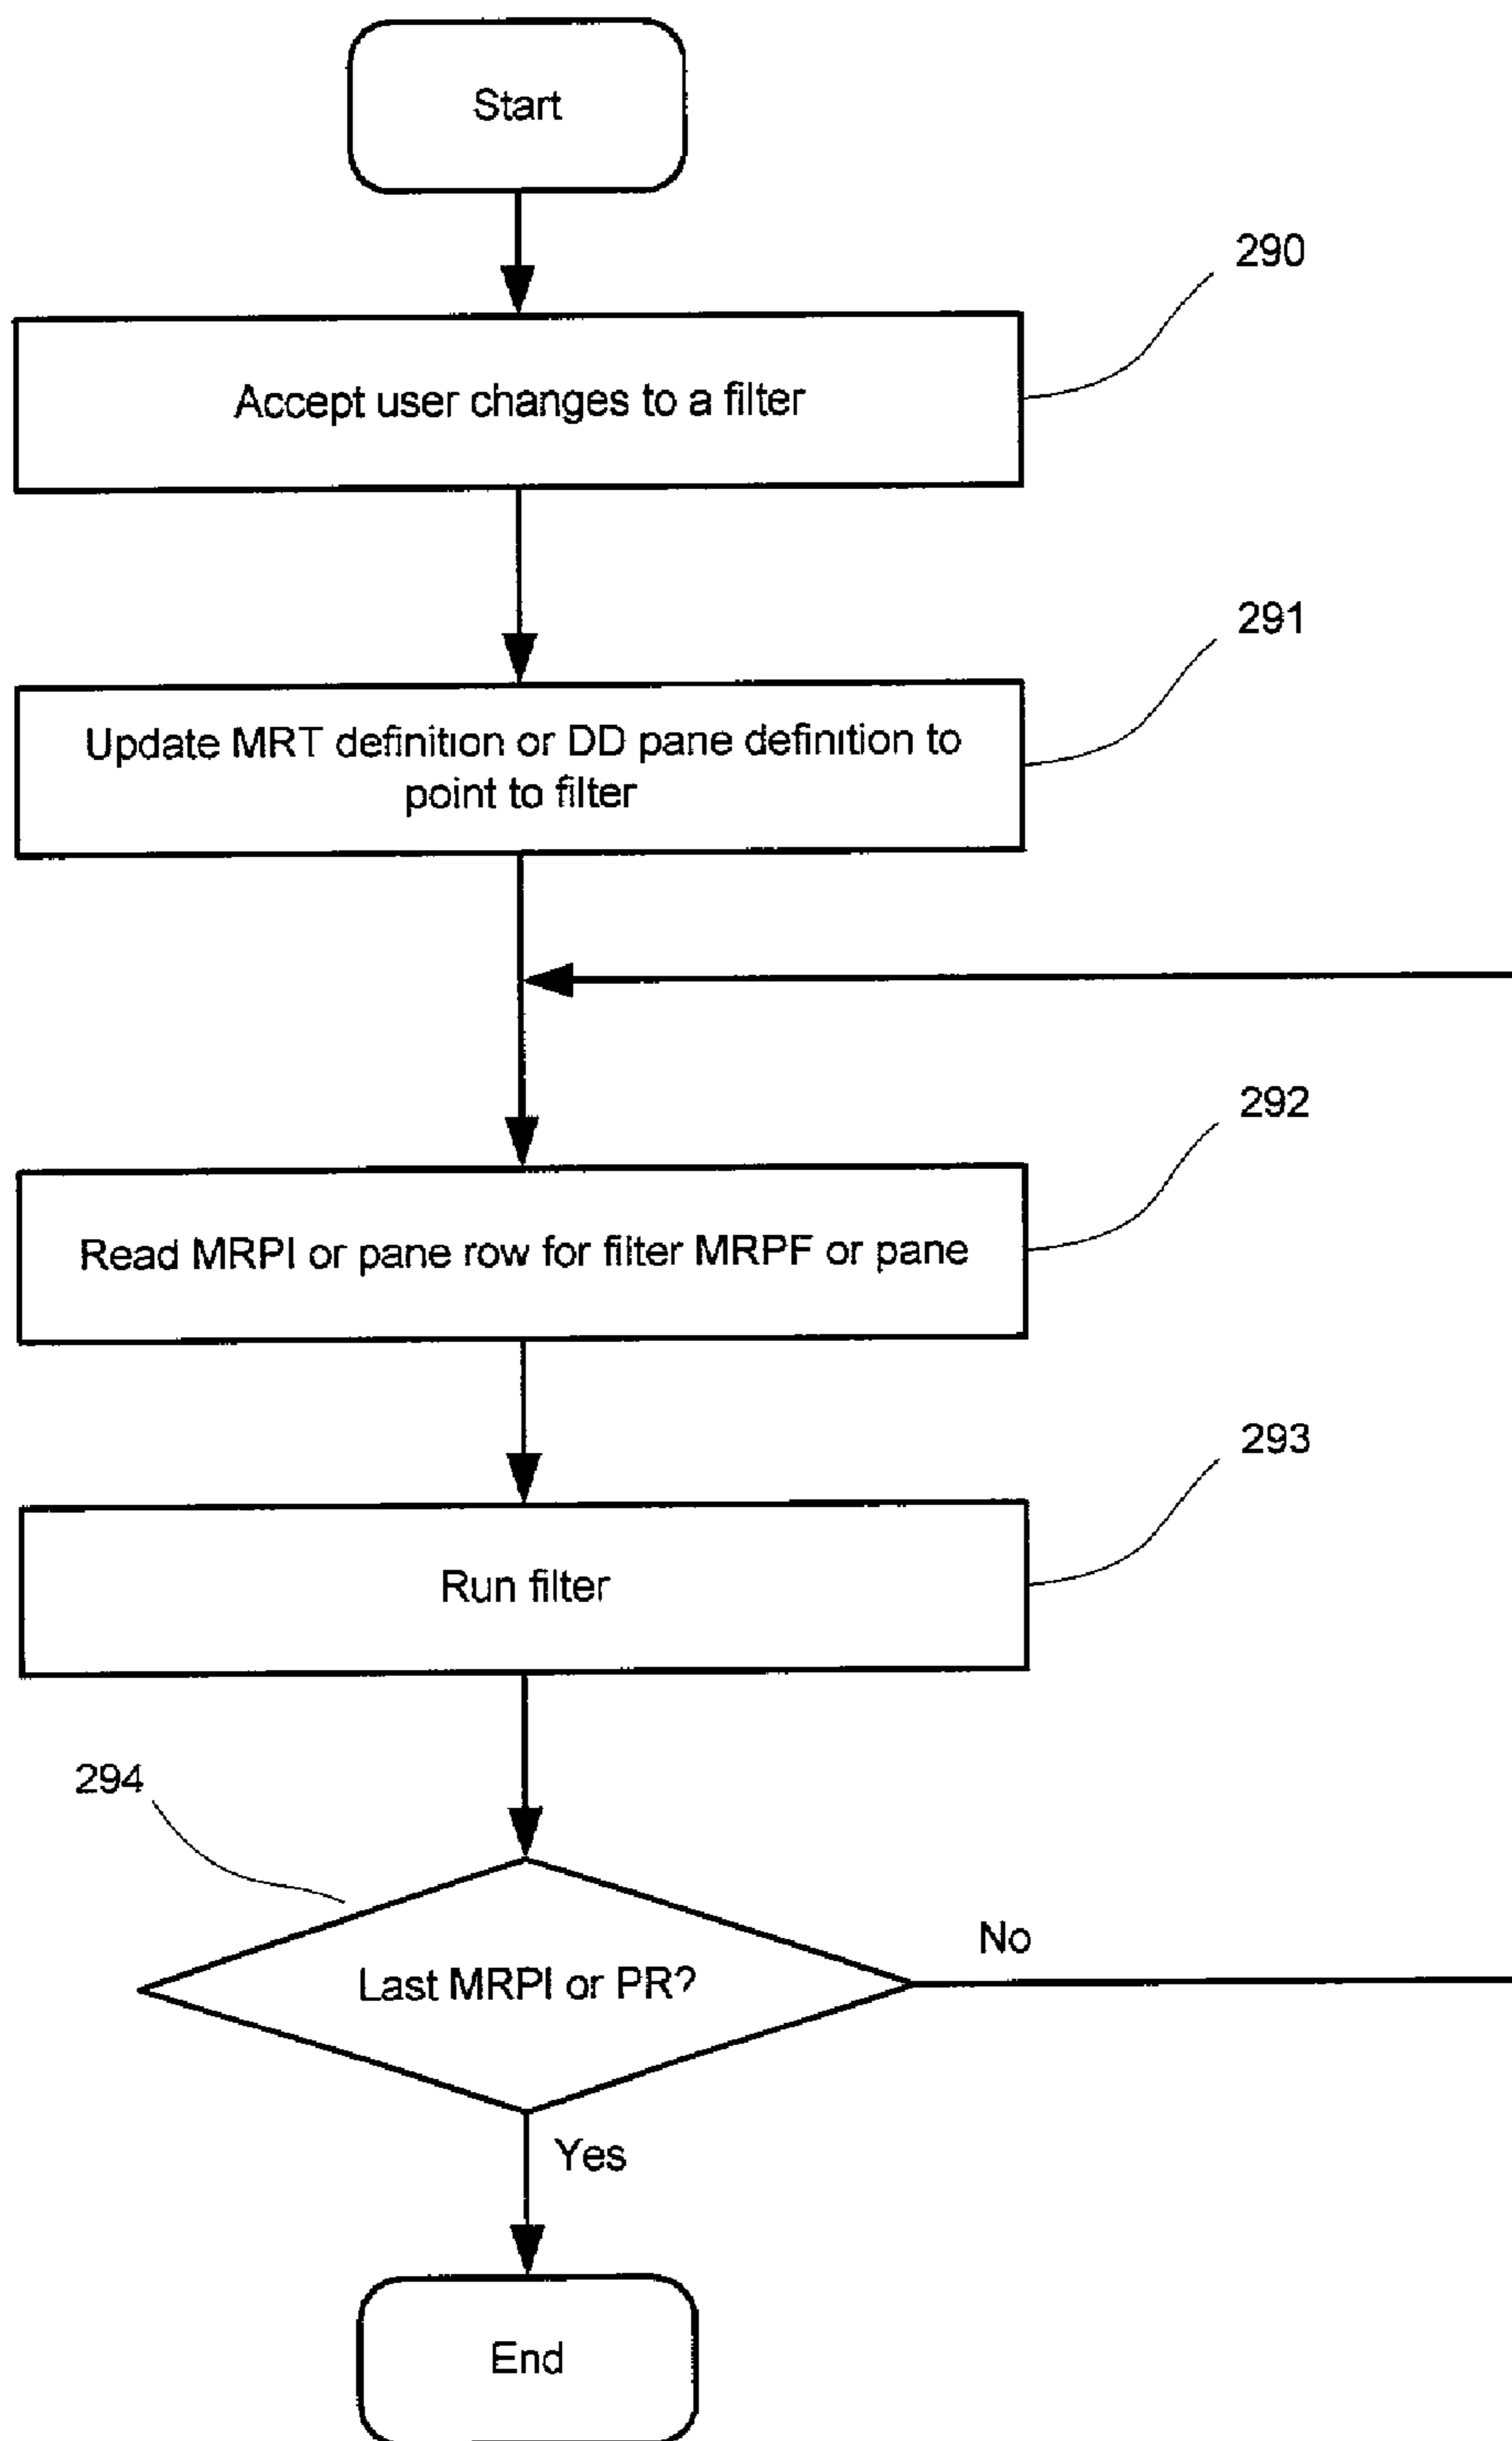 Start
290
Accept user changes to a filter
291
Update MRT definition or DD pane definition to
point to filter
292
Read MRPI or pane row for filter MRPF or pane
293
Run filter
294
Last MRPI or PR?
No
Yes
End